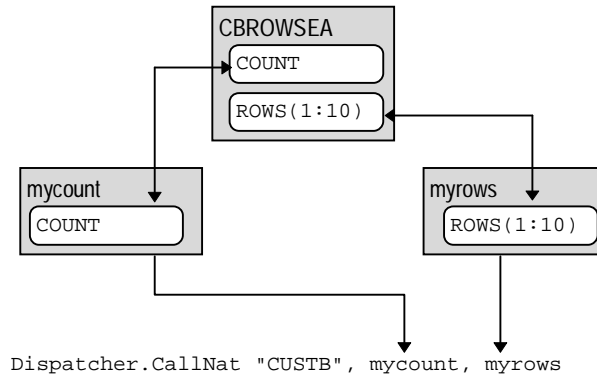 CBROWSEA
COUNT
ROWS(1:10)
mycount
COUNT
myrows
ROWS(1:10)
Dispatcher.CallNat "CUSTB", mycount, myrows